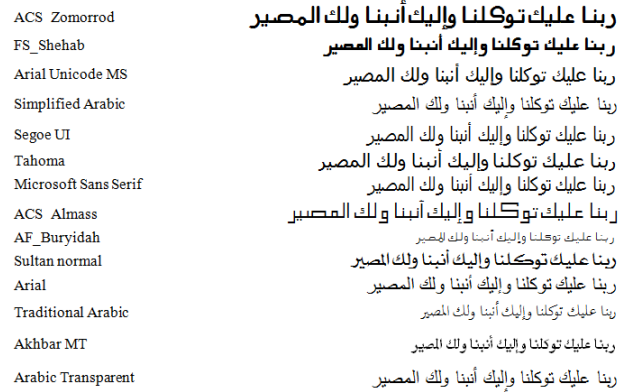 ACS Zomorrod ربنا عليك توكلنا وإليك أنبنا ولك المصير
FS_Shehab ربنا عليك توكلنا وإليك أنبنا ولك المصير
Arial Unicode MS ربنا عليك توكلنا وإليك أنبنا ولك المصير
Simplified Arabic ربنا عليك توكلنا وإليك أنبنا ولك المصير
Segoe UI ربنا عليك توكلنا وإليك أنبنا ولك المصير
Tahoma ربنا عليك توكلنا وإليك أنبنا ولك المصير
Microsoft Sans Serif ربنا عليك توكلنا وإليك أنبنا ولك المصير
ACS Almass ربنا عليك توكلنا وإليك أنبنا ولك المصير
AF_Buryidah ربنا عليك توكلنا وإليك أنبنا ولك المصير
Sultan normal ربنا عليك توكلنا وإليك أنبنا ولك المصير
Arial ربنا عليك توكلنا وإليك أنبنا ولك المصير
Traditional Arabic ربنا عليك توكلنا وإليك أنبنا ولك المصير
Akhbar MT ربنا عليك توكلنا وإليك أنبنا ولك المصير
Arabic Transparent ربنا عليك توكلنا وإليك أنبنا ولك المصير